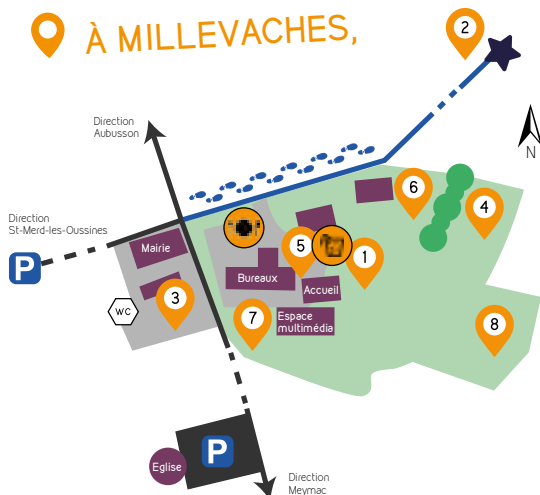 À MILLEVACHES,
2
Direction
Aubusson
N
6
4
Direction
St-Merd-les-Oussines
P
Mairie
5
1
Bureaux
Accueil
WC
3
7
Espace
multimédia
8
P
Eglise
Direction
Meymac